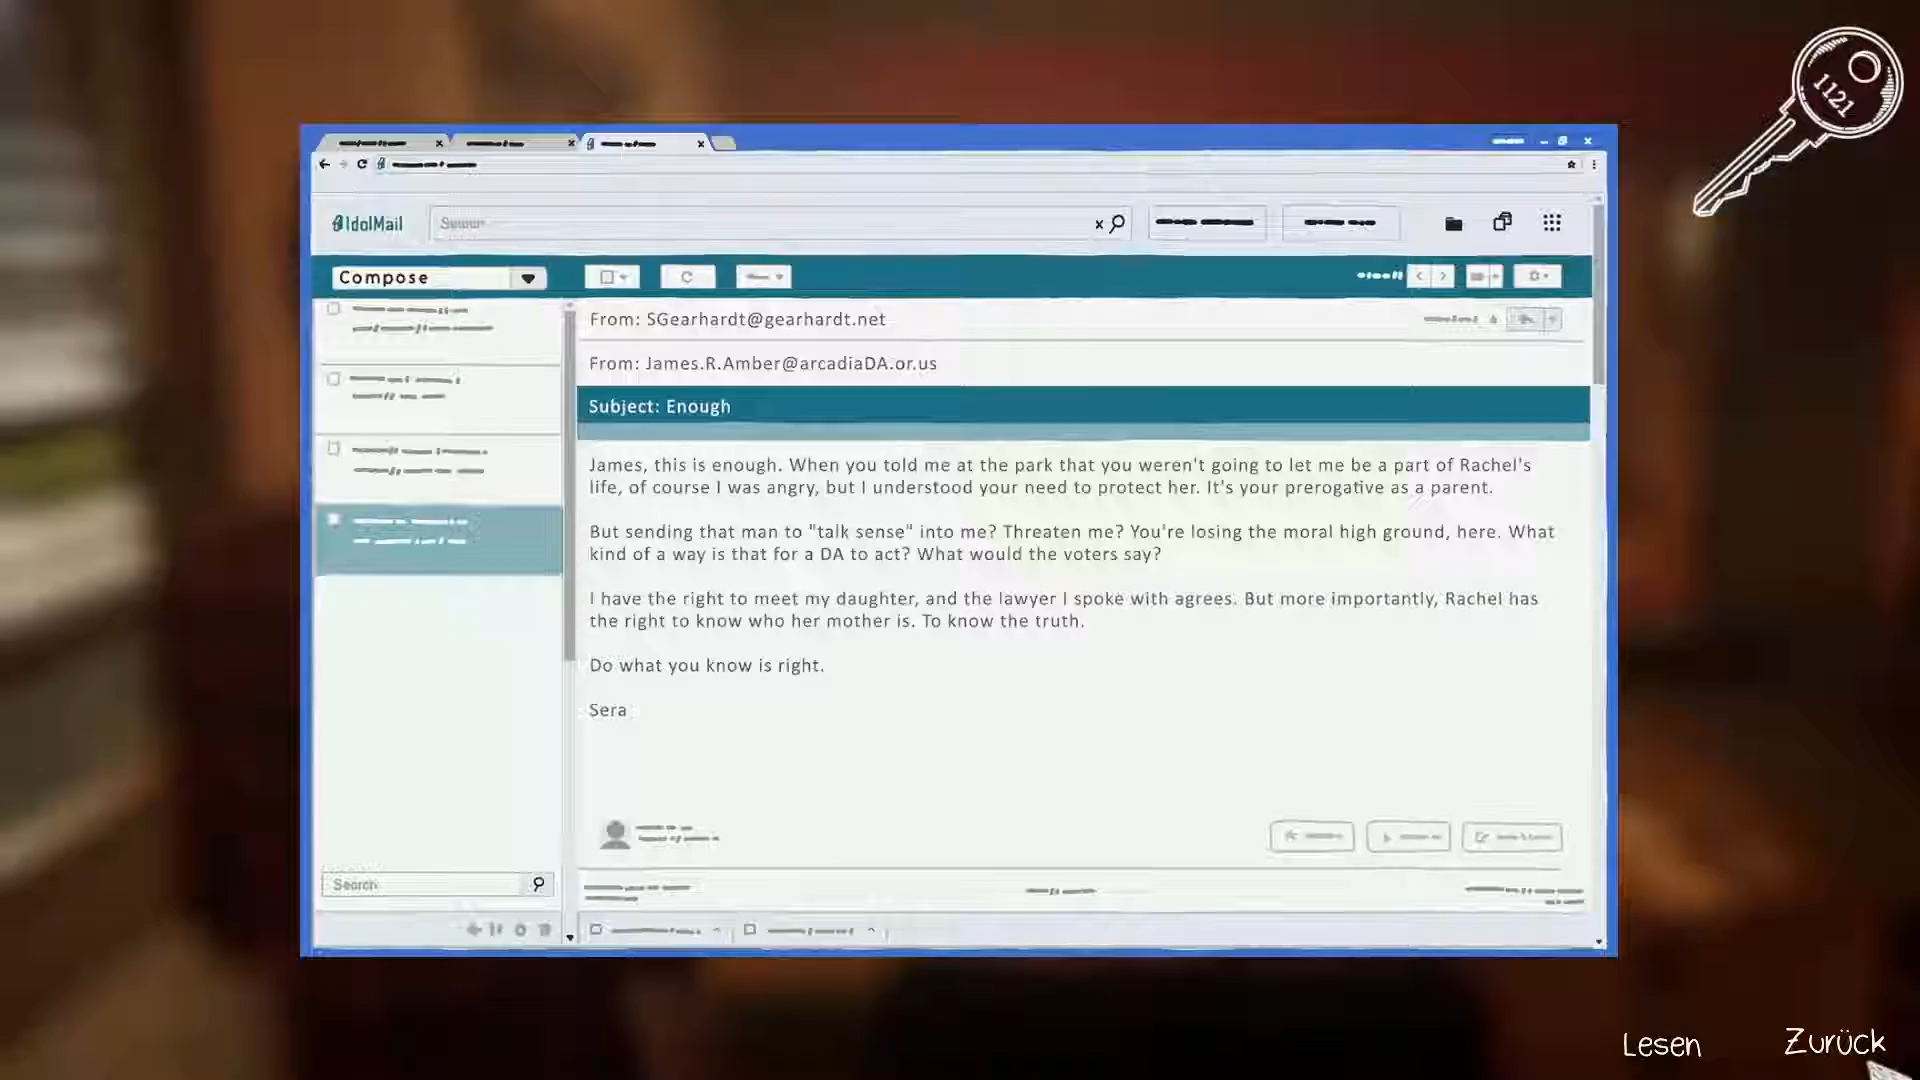 1121
IdolMail
Compose
From: SGearhardt@gearhardt.net
From: James.R.Amber@arcadiaDA.or.us
Subject: Enough
James, this is enough. When you told me at the park that you weren't going to let me be a part of Rachel's
life, of course I was angry, but I understood your need to protect her. It's your prerogative as a parent.
But sending that man to "talk sense" into me? Threaten me? You're losing the moral high ground, here. What
kind of a way is that for a DA to act? What would the voters say?
I have the right to meet my daughter, and the lawyer I spoke with agrees. But more importantly, Rachel has
the right to know who her mother is. To know the truth.
Do what you know is right.
Sera
Search
Lesen
Zurück